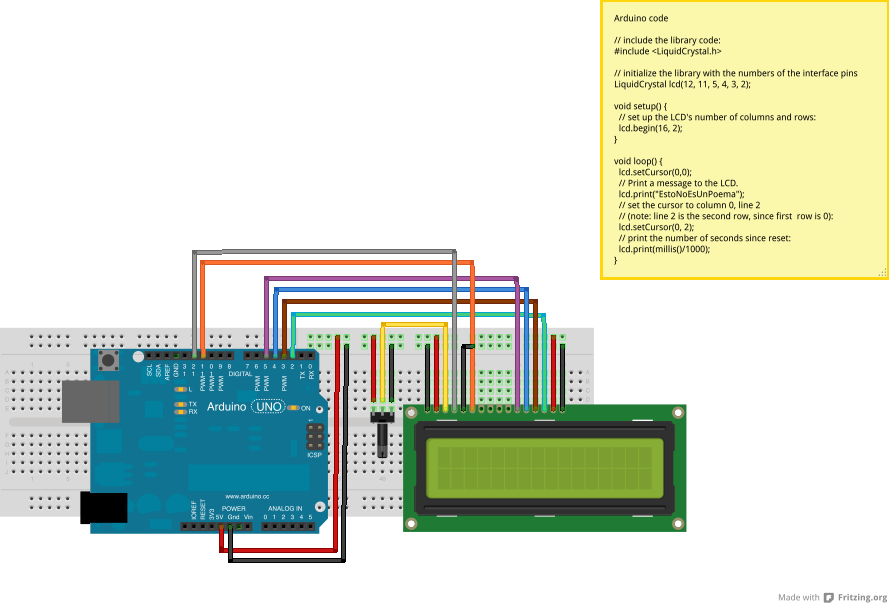 Arduino code
// include the library code:
#include <LiquidCrystal.h>
// initialize the library with the numbers of the interface pins
LiquidCrystal lcd(12, 11, 5, 4, 3, 2);
void setup() {
// set up the LCD's number of columns and rows:
lcd.begin(16, 2);
}
void loop() {
lcd.setCursor(0,0);
// Print a message to the LCD.
lcd.print("EstoNoEsUnPoema");
// set the cursor to column 0, line 2
// (note: line 2 is the second row, since first  row is 0):
lcd.setCursor(0, 2);
// print the number of seconds since reset:
lcd.print(millis()/1000);
}
SCL
SDA
AREF
GND
13
12
11
10
9
8
7
6
5
4
3
2
1
0
PWM
PWM
PWM
PWM
PWM
PWM
TX
RX
DIGITAL
L
TX
RX
Arduino
UNO
ON
1
ICSP
www.arduino.cc
IOREF
RESET
3V3
5V
Gnd
Vin
POWER
ANALOG IN
0 1 2 3 4 5
Made with Fritzing.org